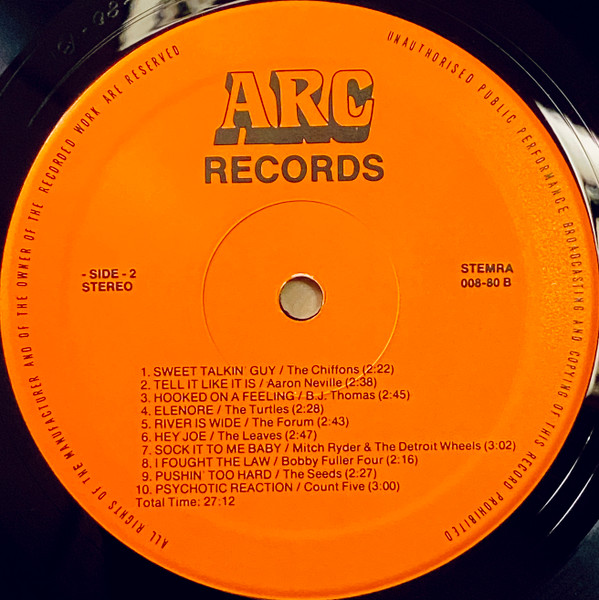 ALL RIGHTS OF THE MANUFACTURER AND OF THE OWNER OF THE RECORDED WORK ARE RESERVED
UNAUTHORISED PUBLIC PERFORMANCE BROADCASTING AND COPYING OF THIS RECORD PROHIBITED
ARC
RECORDS
- SIDE - 2
STEREO
STEMRA
008-80 B
1. SWEET TALKIN' GUY / The Chiffons (2:22)
2. TELL IT LIKE IT IS / Aaron Neville (2:38)
3. HOOKED ON A FEELING / B.J. Thomas (2:45)
4. ELENORE / The Turtles (2:28)
5. RIVER IS WIDE / The Forum (2:43)
6. HEY JOE / The Leaves (2:47)
7. SOCK IT TO ME BABY / Mitch Ryder & The Detroit Wheels (3:02)
8. I FOUGHT THE LAW / Bobby Fuller Four (2:16)
9. PUSHIN' TOO HARD / The Seeds (2:27)
10. PSYCHOTIC REACTION / Count Five (3:00)
Total Time: 27:12